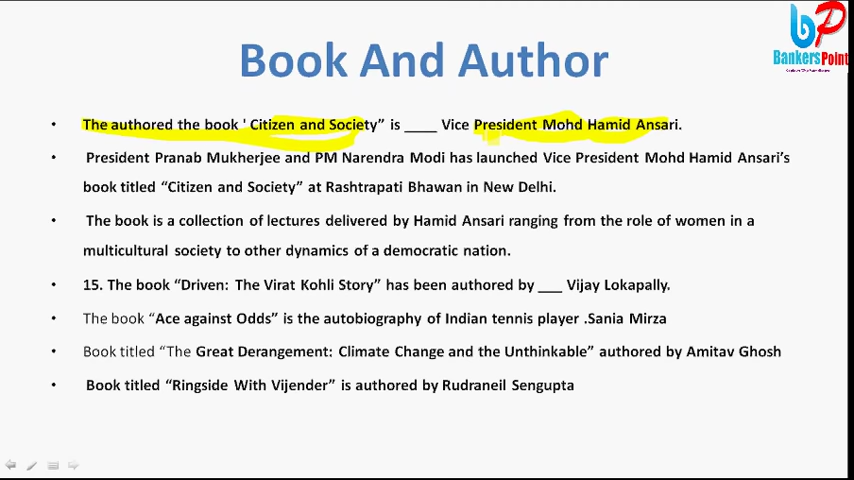 Book And Author
BankersPoint
• The authored the book ' Citizen and Society” is ____ Vice President Mohd Hamid Ansari.
• President Pranab Mukherjee and PM Narendra Modi has launched Vice President Mohd Hamid Ansari’s
book titled “Citizen and Society” at Rashtrapati Bhawan in New Delhi.
• The book is a collection of lectures delivered by Hamid Ansari ranging from the role of women in a
multicultural society to other dynamics of a democratic nation.
• 15. The book “Driven: The Virat Kohli Story” has been authored by ___ Vijay Lokapally.
• The book “Ace against Odds” is the autobiography of Indian tennis player .Sania Mirza
• Book titled “The Great Derangement: Climate Change and the Unthinkable” authored by Amitav Ghosh
• Book titled “Ringside With Vijender” is authored by Rudraneil Sengupta